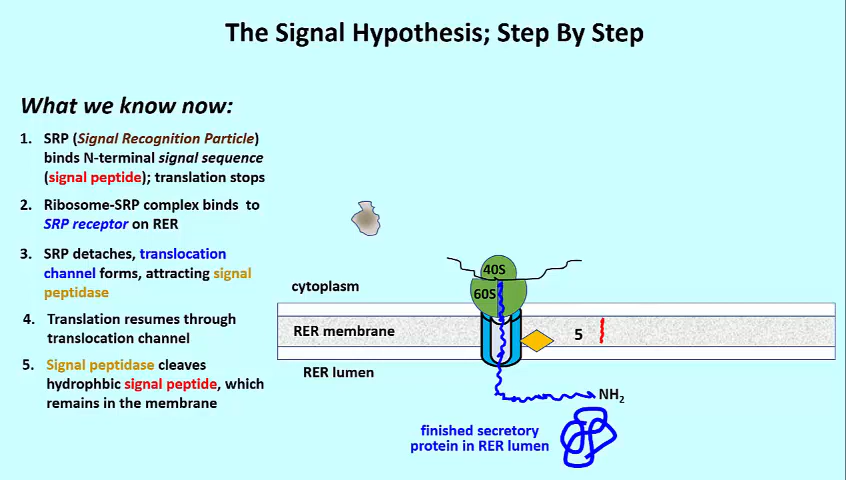 The Signal Hypothesis; Step By Step
What we know now:
1. SRP (Signal Recognition Particle)
binds N-terminal signal sequence
(signal peptide); translation stops
2. Ribosome-SRP complex binds to
SRP receptor on RER
3. SRP detaches, translocation
channel forms, attracting signal
peptidase
4. Translation resumes through
translocation channel
5. Signal peptidase cleaves
hydrophbic signal peptide, which
remains in the membrane
40S
60S
cytoplasm
RER membrane
5
RER lumen
NH2
finished secretory
protein in RER lumen